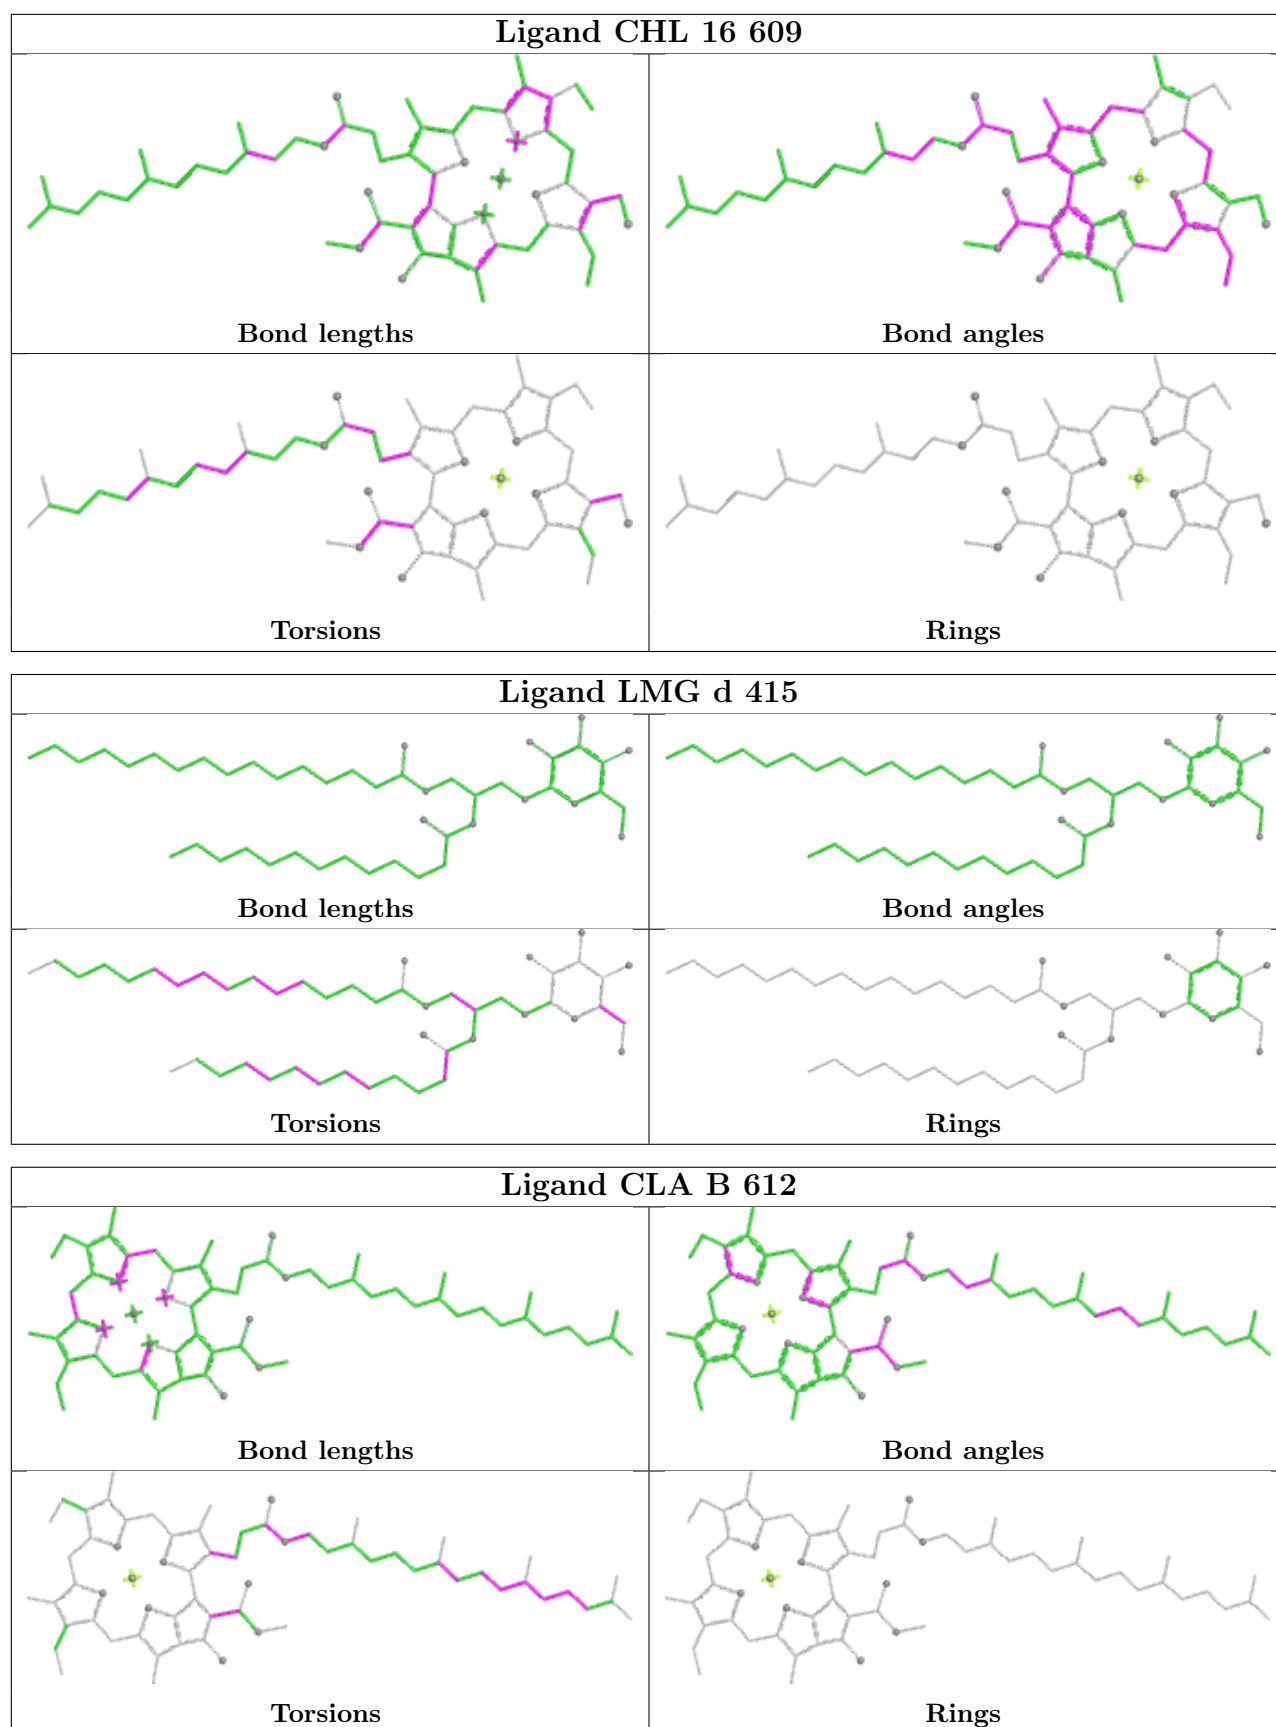 Ligand CHL 16 609
Bond lengths
Bond angles
Torsions
Rings
Ligand LMG d 415
Bond lengths
Bond angles
Torsions
Rings
Ligand CLA B 612
Bond lengths
Bond angles
Torsions
Rings